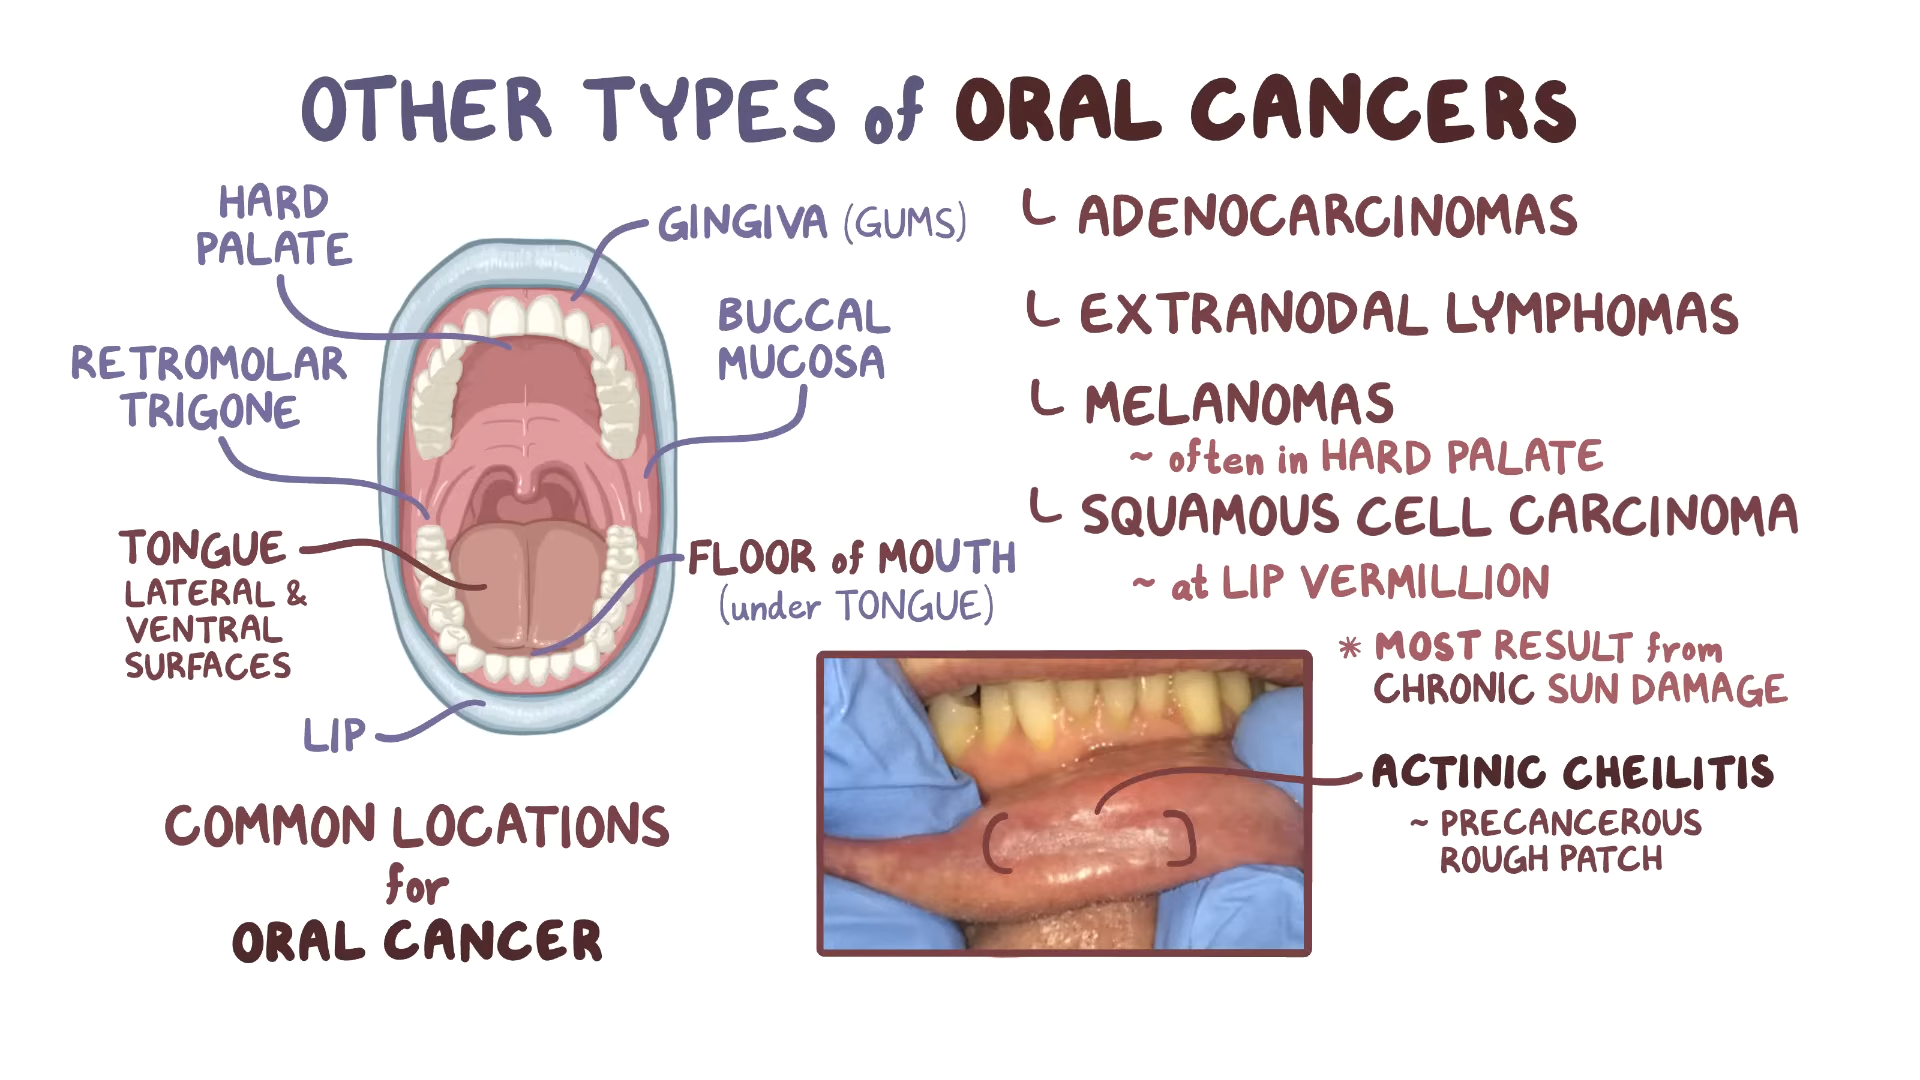 OTHER TYPES of ORAL CANCERS
HARD
PALATE
GINGIVA (GUMS)
RETROMOLAR
TRIGONE
BUCCAL
MUCOSA
TONGUE
LATERAL &
VENTRAL
SURFACES
FLOOR of MOUTH
(under TONGUE)
LIP
COMMON LOCATIONS
for
ORAL CANCER
ADENOCARCINOMAS
EXTRANODAL LYMPHOMAS
MELANOMAS
~ often in HARD PALATE
SQUAMOUS CELL CARCINOMA
~ at LIP VERMILLION
* MOST RESULT from
CHRONIC SUN DAMAGE
ACTINIC CHEILITIS
~ PRECANCEROUS
ROUGH PATCH